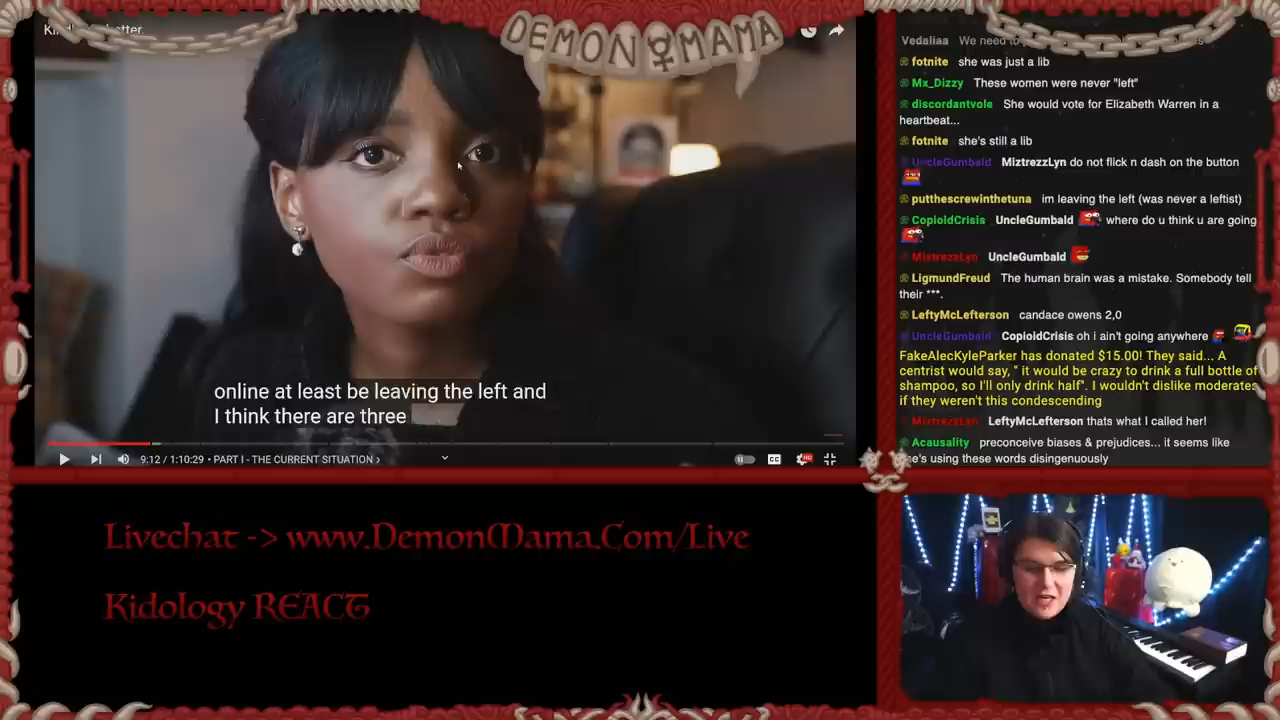 DEMON MAMA
online at least be leaving the left and
I think there are three
9:12 / 1:10:29 • PART I - THE CURRENT SITUATION ›
CC
Livechat -> www.DemonMama.Com/Live
Kidology REACT
Vedaliaa We need to
fotnite she was just a lib
Mx_Dizzy These women were never "left"
discordantvole She would vote for Elizabeth Warren in a
heartbeat...
fotnite she's still a lib
UncleGumbald MiztrezzLyn do not flick n dash on the button
putthescrewinthetuna im leaving the left (was never a leftist)
CopioldCrisis UncleGumbald where do u think u are going
MiztrezzLyn UncleGumbald
LigmundFreud The human brain was a mistake. Somebody tell
their ***.
LeftyMcLefterson candace owens 2,0
UncleGumbald CopioldCrisis oh i ain't going anywhere
FakeAlecKyleParker has donated $15.00! They said... A
centrist would say, " it would be crazy to drink a full bottle of
shampoo, so I'll only drink half". I wouldn't dislike moderates
if they weren't this condescending
MiztrezzLyn LeftyMcLefterson thats what I called her!
Acausality preconceive biases & prejudices... it seems like
he's using these words disingenuously